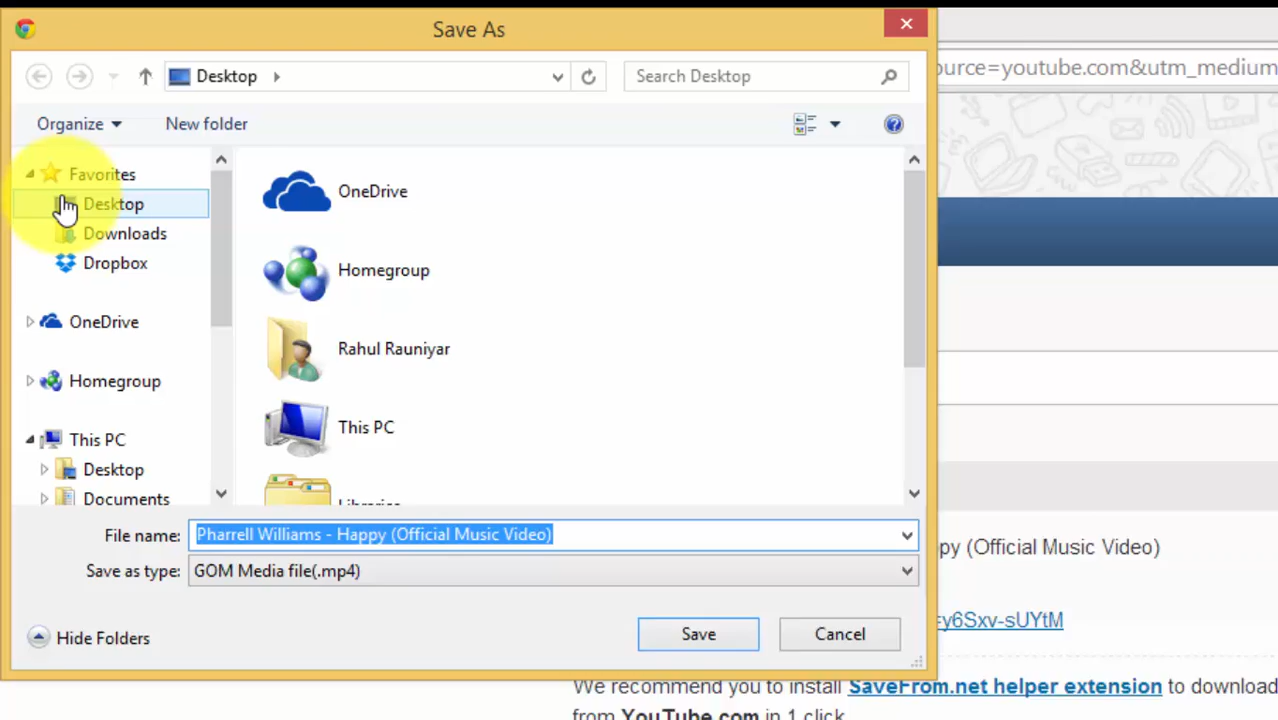 Save As
Desktop
Search Desktop
ource=youtube.com&utm_medium
Organize
New folder
Favorites
Desktop
Downloads
Dropbox
OneDrive
Homegroup
This PC
Desktop
Documents
OneDrive
Homegroup
Rahul Rauniyar
This PC
Libraries
File name: Pharrell Williams - Happy (Official Music Video)
Save as type: GOM Media file(.mp4)
Hide Folders
Save
Cancel
py (Official Music Video)
=y6Sxv-sUYtM
We recommend you to install SaveFrom.net helper extension to download
from YouTube.com in 1 click